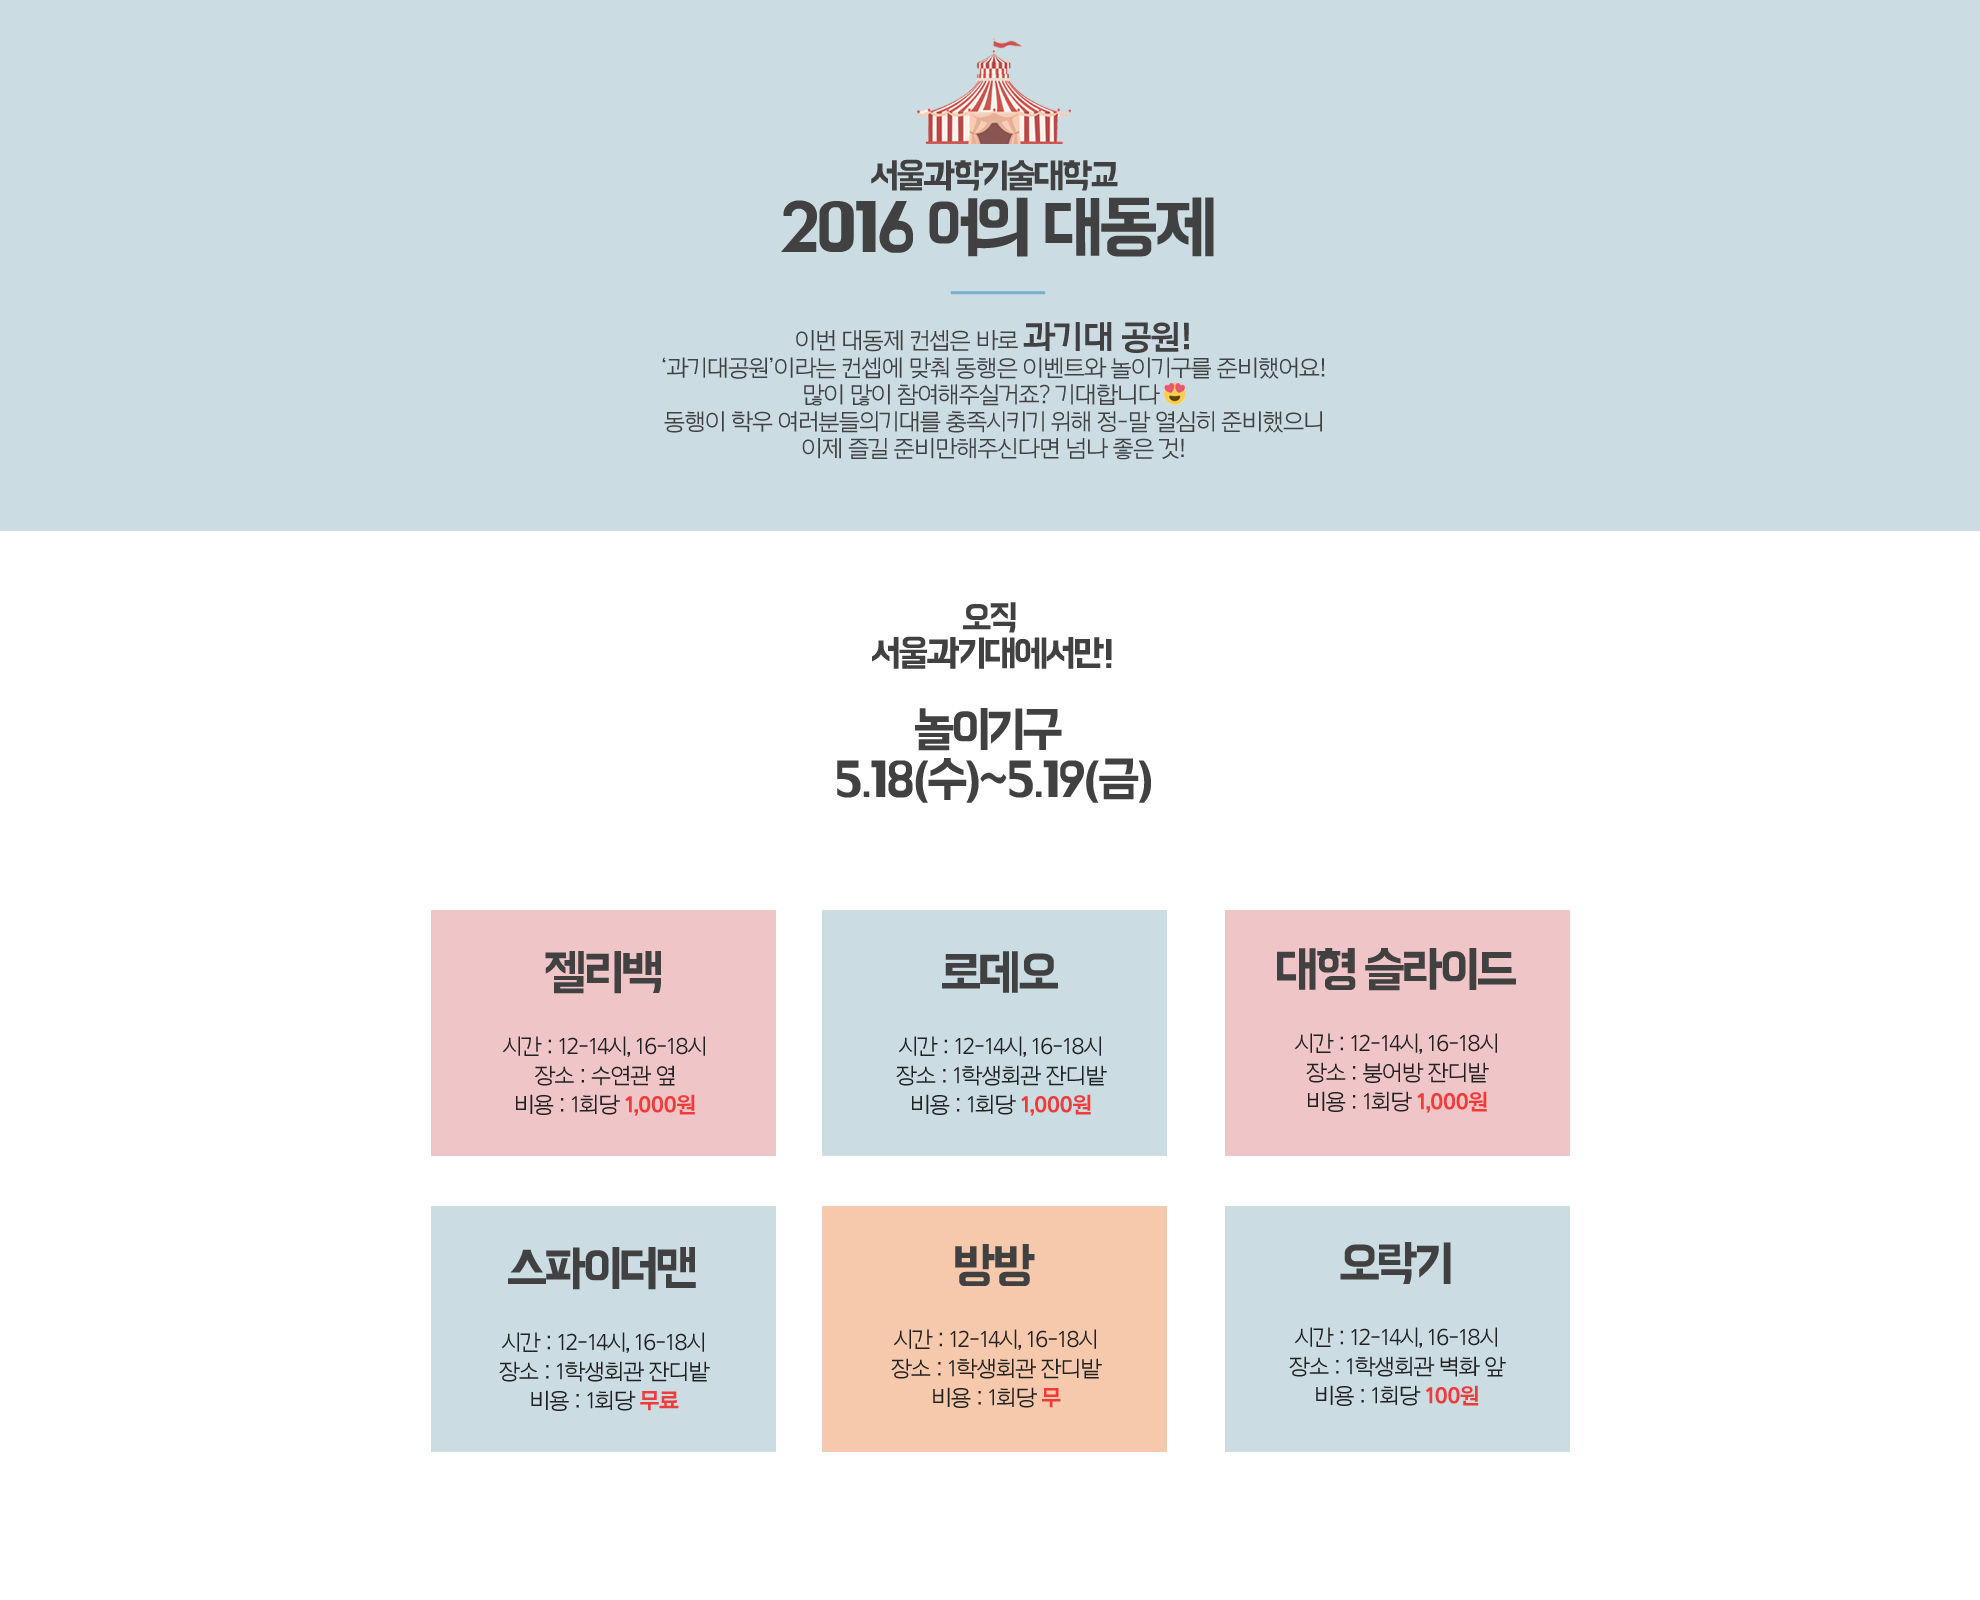 서울과학기술대학교
2016 어의 대동제
이번 대동제 컨셉은 바로 과기대 공원!
‘과기대공원’이라는 컨셉에 맞춰 동행은 이벤트와 놀이기구를 준비했어요!
많이 많이 참여해주실거죠? 기대합니다😍
동행이 학우 여러분들의기대를 충족시키기 위해 정-말 열심히 준비했으니
이제 즐길 준비만해주신다면 넘나 좋은 것!
오직
서울과기대에서만!
놀이기구
5.18(수)~5.19(금)
젤리백
시간 : 12-14시, 16-18시
장소 : 수연관 옆
비용 : 1회당 1,000원
로데오
시간 : 12-14시, 16-18시
장소 : 1학생회관 잔디밭
비용 : 1회당 1,000원
대형 슬라이드
시간 : 12-14시, 16-18시
장소 : 붕어방 잔디밭
비용 : 1회당 1,000원
스파이더맨
시간 : 12-14시, 16-18시
장소 : 1학생회관 잔디밭
비용 : 1회당 무료
방방
시간 : 12-14시, 16-18시
장소 : 1학생회관 잔디밭
비용 : 1회당 무
오락기
시간 : 12-14시, 16-18시
장소 : 1학생회관 벽화 앞
비용 : 1회당 100원